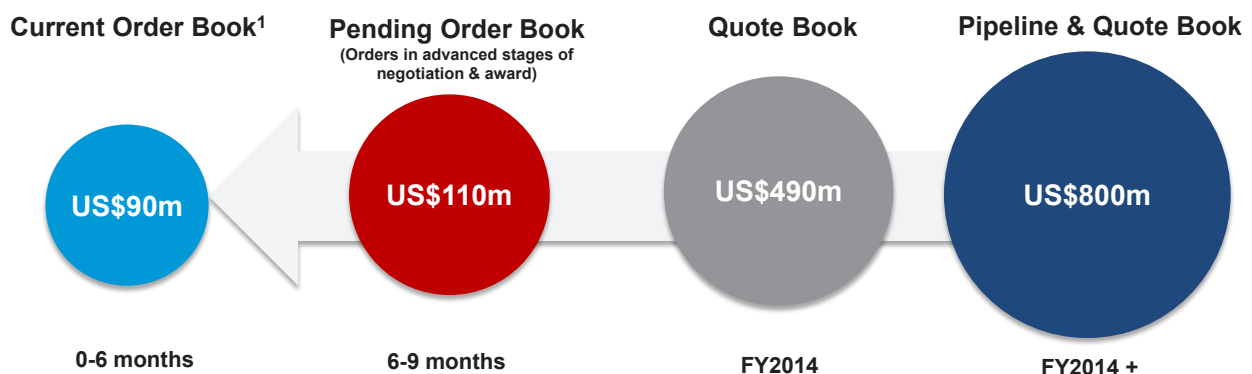 Current Order Book¹
Pending Order Book
(Orders in advanced stages of
negotiation & award)
Quote Book
Pipeline & Quote Book
US$90m
US$110m
US$490m
US$800m
0-6 months
6-9 months
FY2014
FY2014 +